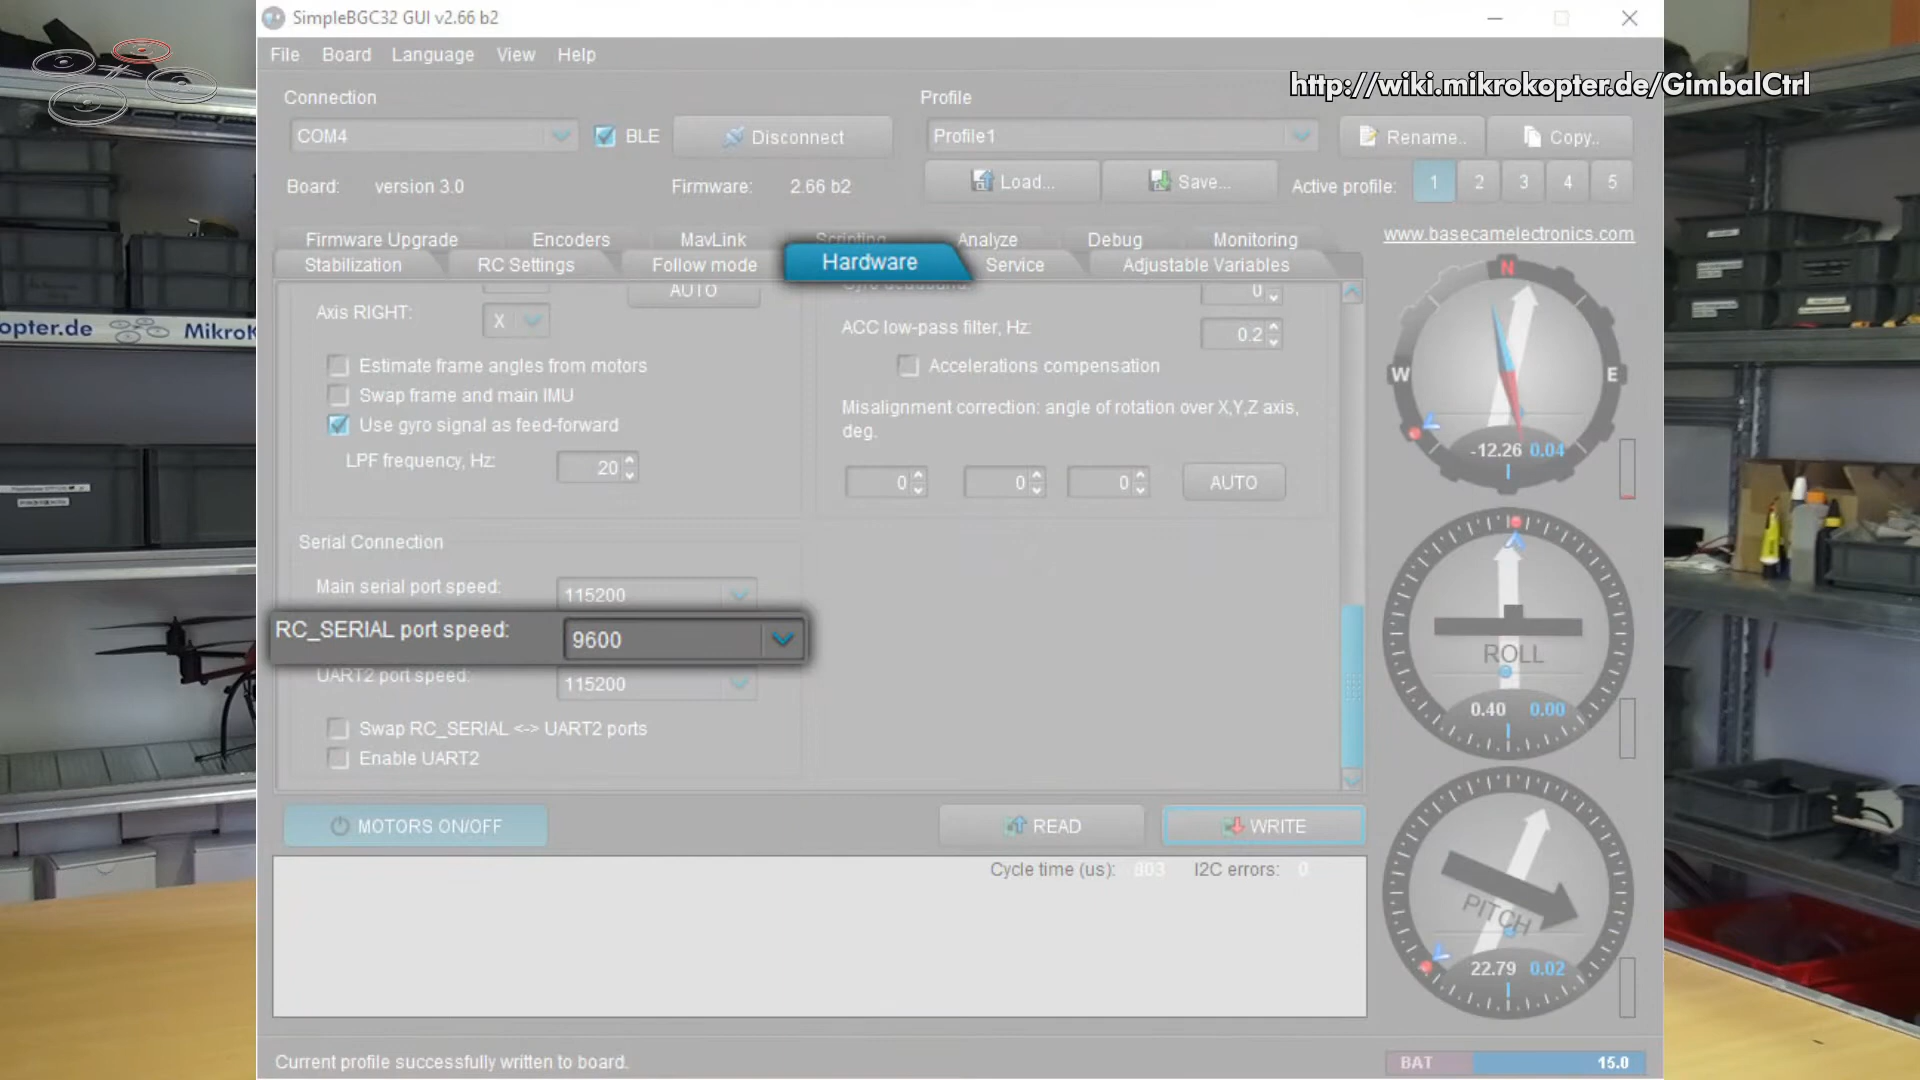 SimpleBGC32 GUI v2.66 b2
File Board Language View Help
http://wiki.mikrokopter.de/GimbalCtrl
Connection
Profile
COM4
BLE
Disconnect
Profile1
Rename..
Copy..
Board: version 3.0
Firmware: 2.66 b2
Load...
Save...
Active profile: 1 2 3 4 5
Firmware Upgrade Encoders MavLink Scripting Analyze Debug Monitoring
Stabilization RC Settings Follow mode Hardware Service Adjustable Variables
www.basecamelectronics.com
Axis RIGHT: X
AUTO
Gyro deadband: 0
ACC low-pass filter, Hz: 0.2
Estimate frame angles from motors
Accelerations compensation
Swap frame and main IMU
Use gyro signal as feed-forward
Misalignment correction: angle of rotation over X,Y,Z axis,
deg.
LPF frequency, Hz: 20
0 0 0 AUTO
Serial Connection
Main serial port speed: 115200
RC_SERIAL port speed: 9600
UART2 port speed: 115200
Swap RC_SERIAL <-> UART2 ports
Enable UART2
N
W
E
-12.26 0.04
ROLL
0.40 0.00
PITCH
22.79 0.02
MOTORS ON/OFF
READ
WRITE
Cycle time (us): 803 I2C errors: 0
Current profile successfully written to board.
BAT 15.0
opter.de
MikroK